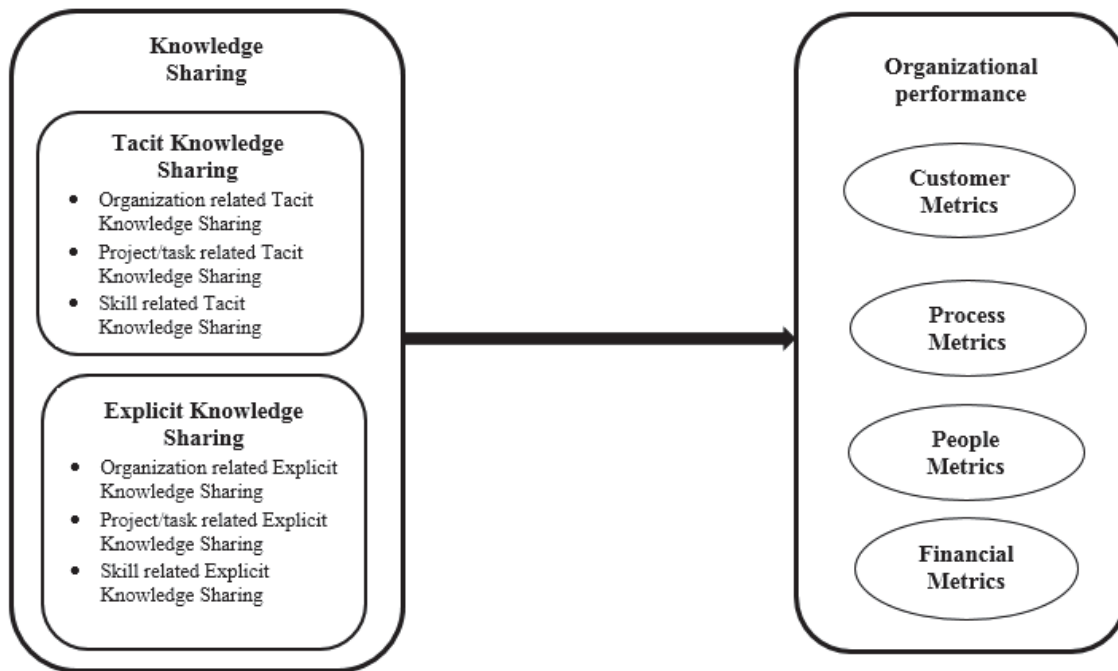 Knowledge
Sharing
Tacit Knowledge
Sharing
• Organization related Tacit
Knowledge Sharing
• Project/task related Tacit
Knowledge Sharing
• Skill related Tacit
Knowledge Sharing
Explicit Knowledge
Sharing
• Organization related Explicit
Knowledge Sharing
• Project/task related Explicit
Knowledge Sharing
• Skill related Explicit
Knowledge Sharing
Organizational
performance
Customer
Metrics
Process
Metrics
People
Metrics
Financial
Metrics